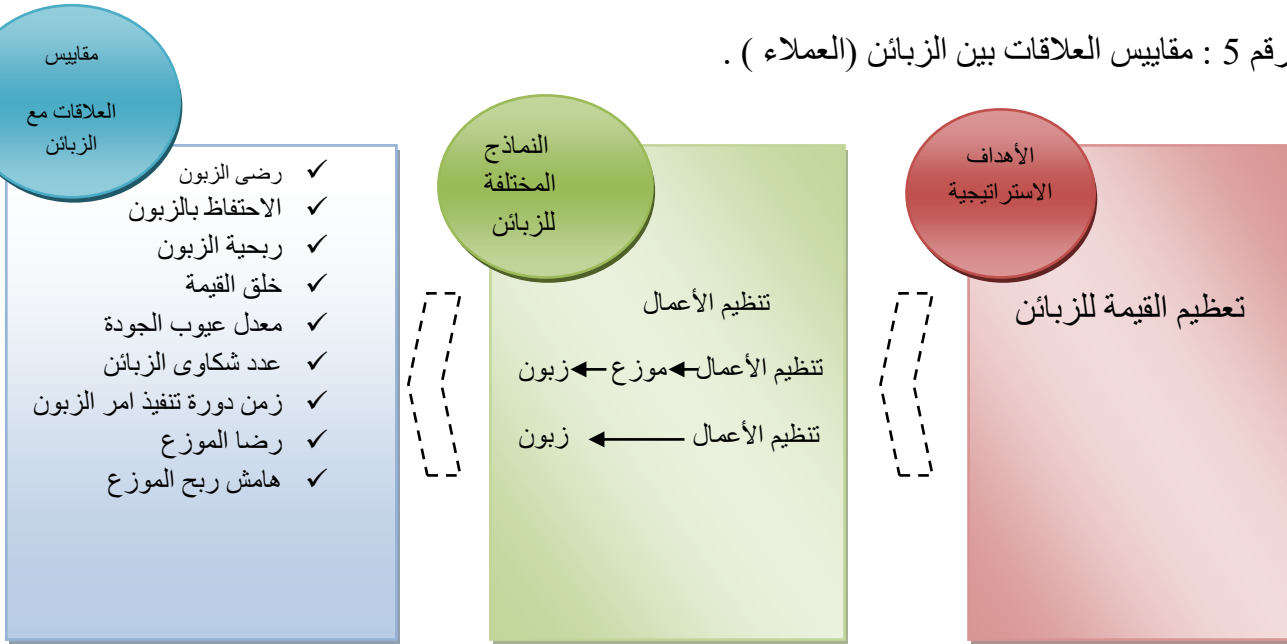 رقم 5 : مقاييس العلاقات بين الزبائن (العملاء ) .
الأهداف
الاستراتيجية
تعظيم القيمة للزبائن
النماذج
المختلفة
للزبائن
تنظيم الأعمال
تنظيم الأعمال موزع زبون
تنظيم الأعمال زبون
مقاييس
العلاقات مع
الزبائن
✓ رضى الزبون
✓ الاحتفاظ بالزبون
✓ ربحية الزبون
✓ خلق القيمة
✓ معدل عيوب الجودة
✓ عدد شكاوى الزبائن
✓ زمن دورة تنفيذ امر الزبون
✓ رضا الموزع
✓ هامش ربح الموزع